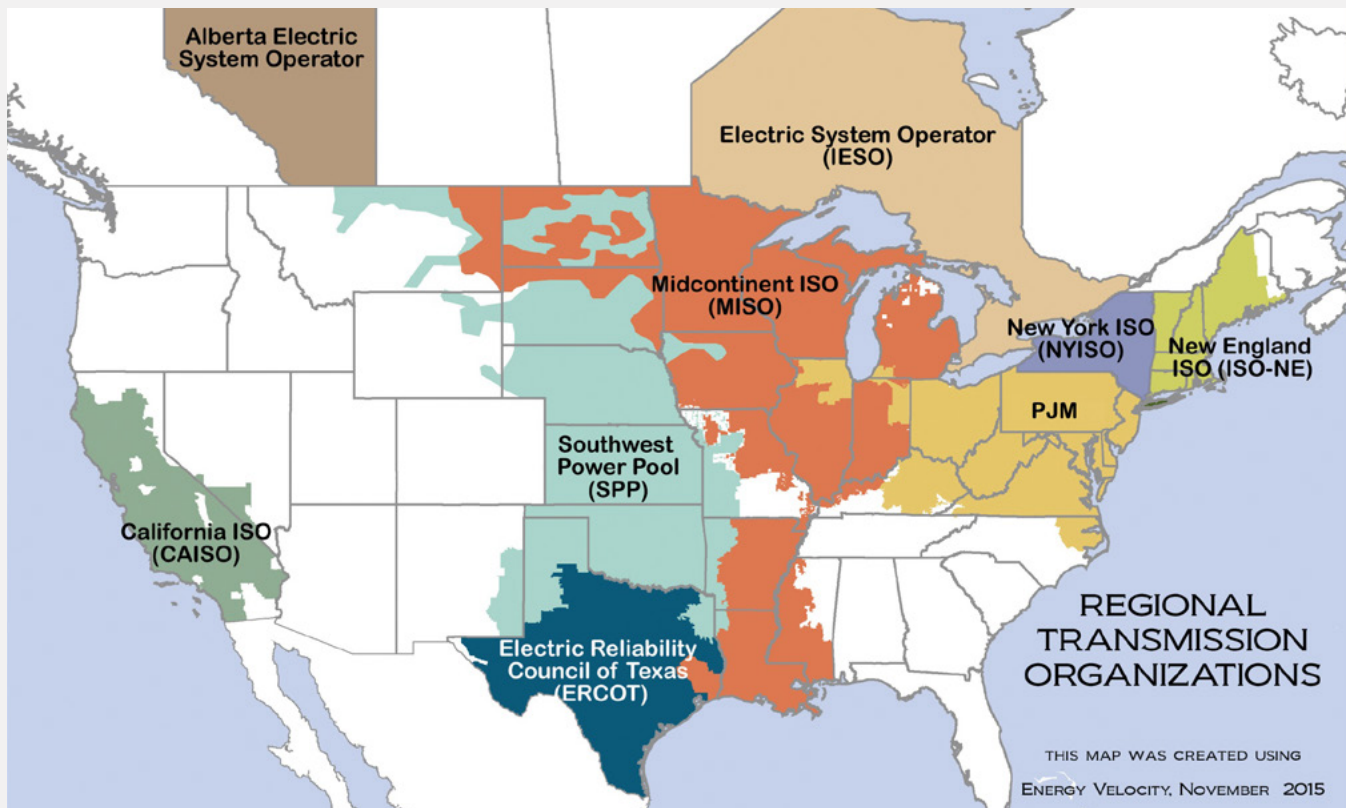 Alberta Electric
System Operator
Electric System Operator
(IESO)
Midcontinent ISO
(MISO)
New York ISO
(NYISO)
New England
ISO (ISO-NE)
PJM
Southwest
Power Pool
(SPP)
California ISO
(CAISO)
Electric Reliability
Council of Texas
(ERCOT)
REGIONAL
TRANSMISSION
ORGANIZATIONS
THIS MAP WAS CREATED USING
ENERGY VELOCITY, NOVEMBER 2015